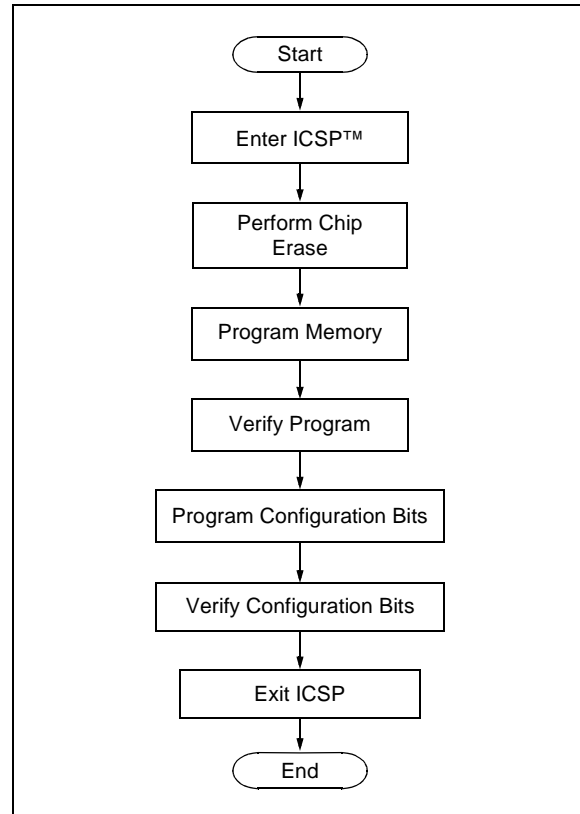 Start
Enter ICSP™
Perform Chip
Erase
Program Memory
Verify Program
Program Configuration Bits
Verify Configuration Bits
Exit ICSP
End